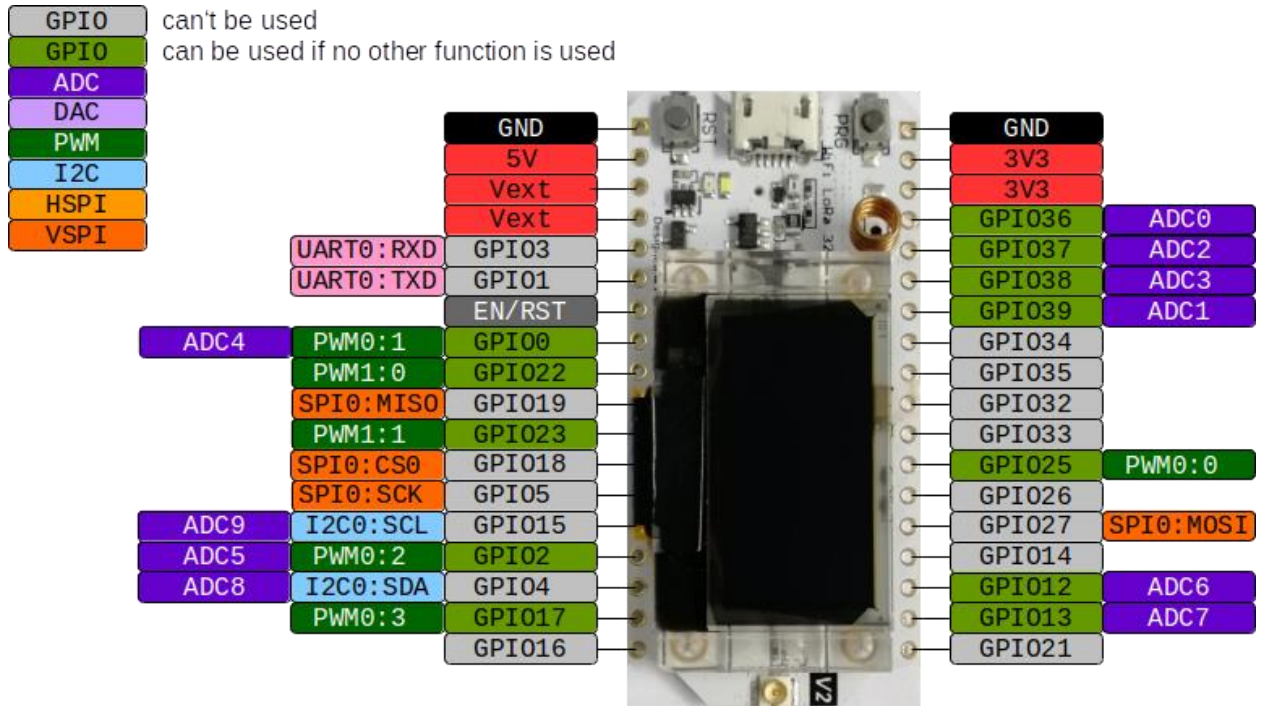 GPIO can't be used
GPIO can be used if no other function is used
ADC
DAC
PWM
I2C
HSPI
VSPI
GND GND
5V 3V3
Vext 3V3
Vext GPIO36 ADC0
UART0:RXD GPIO3 GPIO37 ADC2
UART0:TXD GPIO1 GPIO38 ADC3
EN/RST GPIO39 ADC1
ADC4 PWM0:1 GPIO0 GPIO34
PWM1:0 GPIO22 GPIO35
SPI0:MISO GPIO19 GPIO32
PWM1:1 GPIO23 GPIO33
SPI0:CS0 GPIO18 GPIO25 PWM0:0
SPI0:SCK GPIO5 GPIO26
ADC9 I2C0:SCL GPIO15 GPIO27 SPI0:MOSI
ADC5 PWM0:2 GPIO2 GPIO14
ADC8 I2C0:SDA GPIO4 GPIO12 ADC6
PWM0:3 GPIO17 GPIO13 ADC7
GPIO16 GPIO21
RST
PRG
WiFi LoRa 32
V2